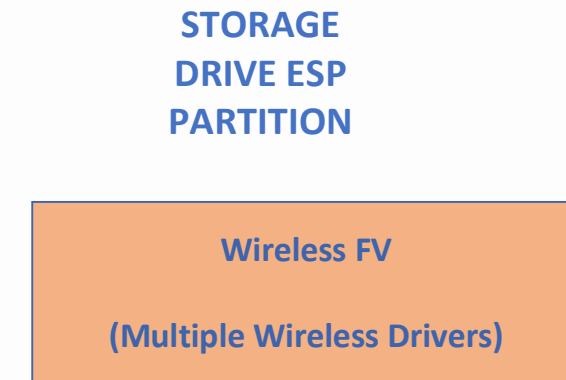 STORAGE
DRIVE ESP
PARTITION
Wireless FV
(Multiple Wireless Drivers)